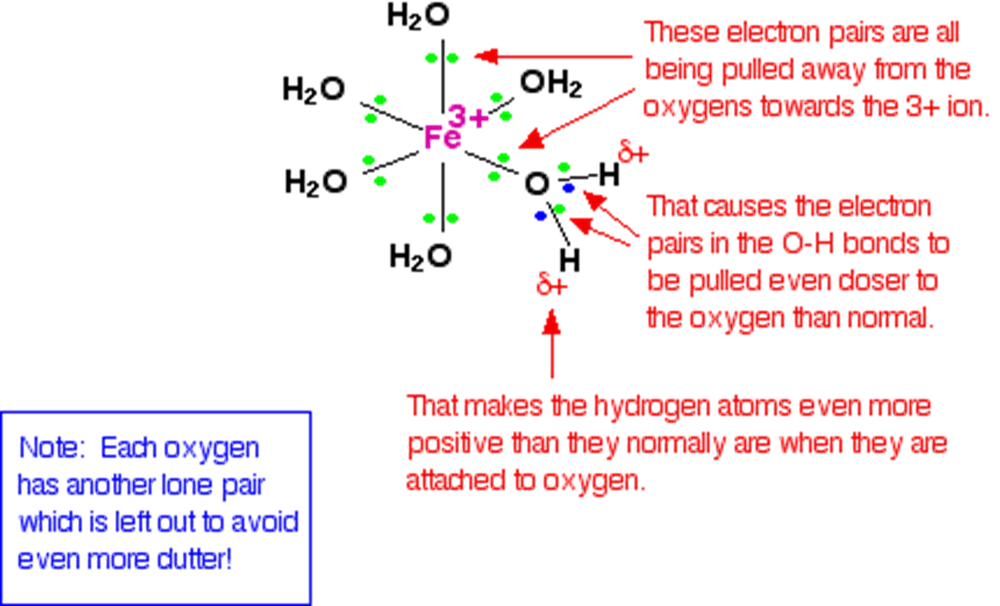 H₂O
These electron pairs are all
being pulled away from the
oxygens towards the 3+ ion.
H₂O
OH₂
Fe 3+
H₂O
O
H δ+
That causes the electron
pairs in the O-H bonds to
be pulled even closer to
the oxygen than normal.
H₂O
H
δ+
That makes the hydrogen atoms even more
positive than they normally are when they are
attached to oxygen.
Note: Each oxygen
has another lone pair
which is left out to avoid
even more clutter!